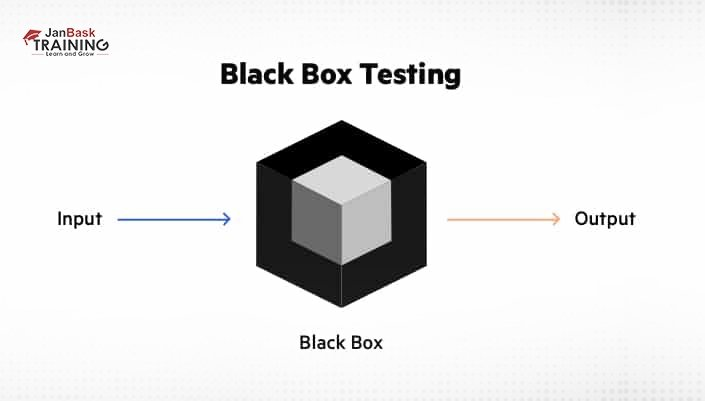 JanBask
TRAINING
Learn and Grow
Black Box Testing
Input
Output
Black Box